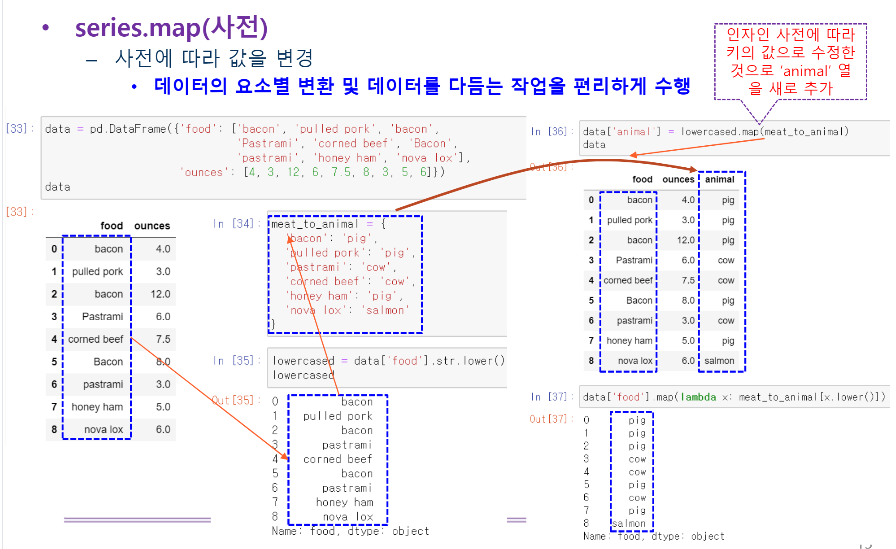 • series.map(사전)
– 사전에 따라 값을 변경
• 데이터의 요소별 변환 및 데이터를 다듬는 작업을 편리하게 수행
인자인 사전에 따라
키의 값으로 수정한
것으로 'animal' 열
을 새로 추가
[33]: data = pd.DataFrame({'food': ['bacon', 'pulled pork', 'bacon',
'Pastrami', 'corned beef', 'Bacon',
'pastrami', 'honey ham', 'nova lox'],
'ounces': [4, 3, 12, 6, 7.5, 8, 3, 5, 6]})
data
[33]:
food ounces
0 bacon 4.0
1 pulled pork 3.0
2 bacon 12.0
3 Pastrami 6.0
4 corned beef 7.5
5 Bacon 8.0
6 pastrami 3.0
7 honey ham 5.0
8 nova lox 6.0
In [34]: meat_to_animal = {
'bacon': 'pig',
'pulled pork': 'pig',
'pastrami': 'cow',
'corned beef': 'cow',
'honey ham': 'pig',
'nova lox': 'salmon'
}
In [35]: lowercased = data['food'].str.lower()
lowercased
Out[35]:
0 bacon
1 pulled pork
2 bacon
3 pastrami
4 corned beef
5 bacon
6 pastrami
7 honey ham
8 nova lox
Name: food, dtype: object
In [36]: data['animal'] = lowercased.map(meat_to_animal)
data
Out[36]:
food ounces animal
0 bacon 4.0 pig
1 pulled pork 3.0 pig
2 bacon 12.0 pig
3 Pastrami 6.0 cow
4 corned beef 7.5 cow
5 Bacon 8.0 pig
6 pastrami 3.0 cow
7 honey ham 5.0 pig
8 nova lox 6.0 salmon
In [37]: data['food'].map(lambda x: meat_to_animal[x.lower()])
Out[37]:
0 pig
1 pig
2 pig
3 cow
4 cow
5 pig
6 cow
7 pig
8 salmon
Name: food, dtype: object